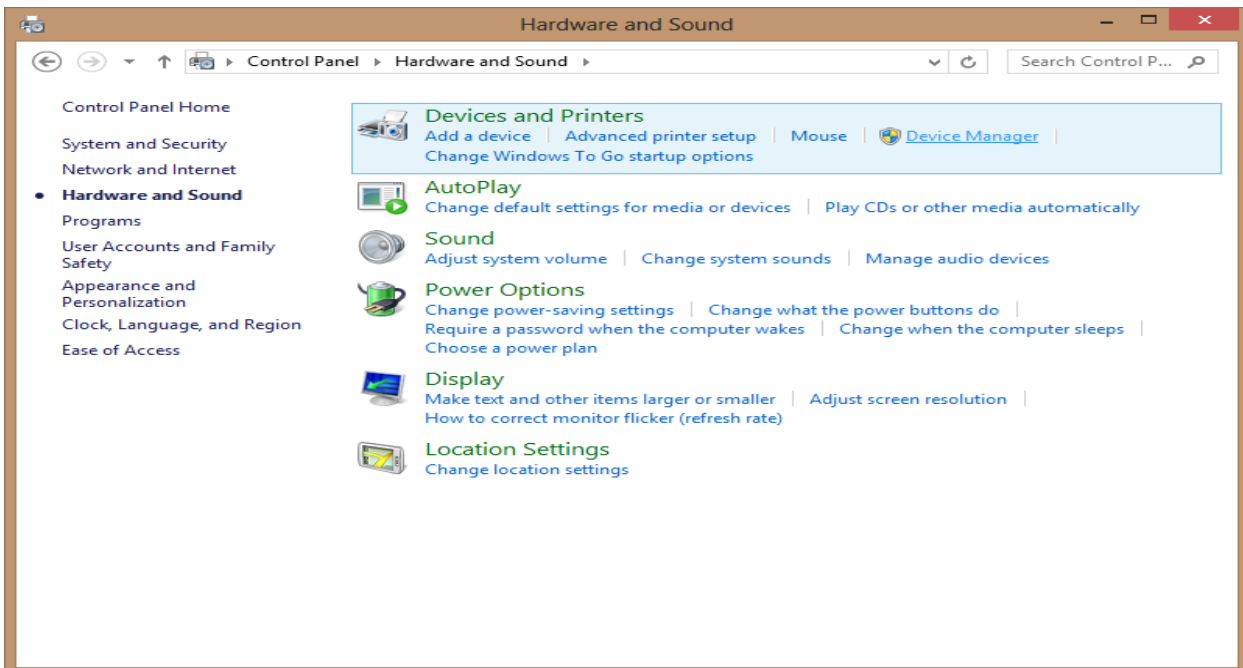 Hardware and Sound
Control Panel Hardware and Sound Search Control P...
Control Panel Home
System and Security
Network and Internet
Hardware and Sound
Programs
User Accounts and Family
Safety
Appearance and
Personalization
Clock, Language, and Region
Ease of Access
Devices and Printers
Add a device Advanced printer setup Mouse Device Manager
Change Windows To Go startup options
AutoPlay
Change default settings for media or devices Play CDs or other media automatically
Sound
Adjust system volume Change system sounds Manage audio devices
Power Options
Change power-saving settings Change what the power buttons do
Require a password when the computer wakes Change when the computer sleeps
Choose a power plan
Display
Make text and other items larger or smaller Adjust screen resolution
How to correct monitor flicker (refresh rate)
Location Settings
Change location settings